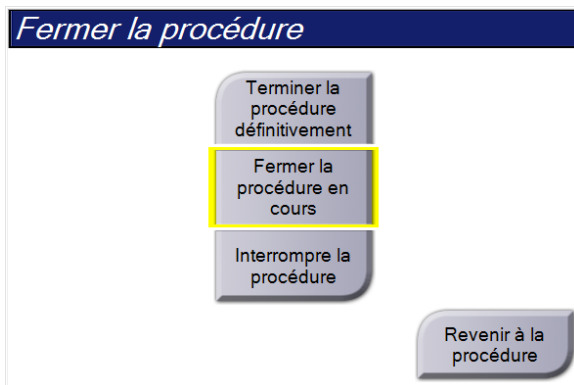 Fermer la procédure
Terminer la
procédure
définitivement
Fermer la
procédure en
cours
Interrompre la
procédure
Revenir à la
procédure